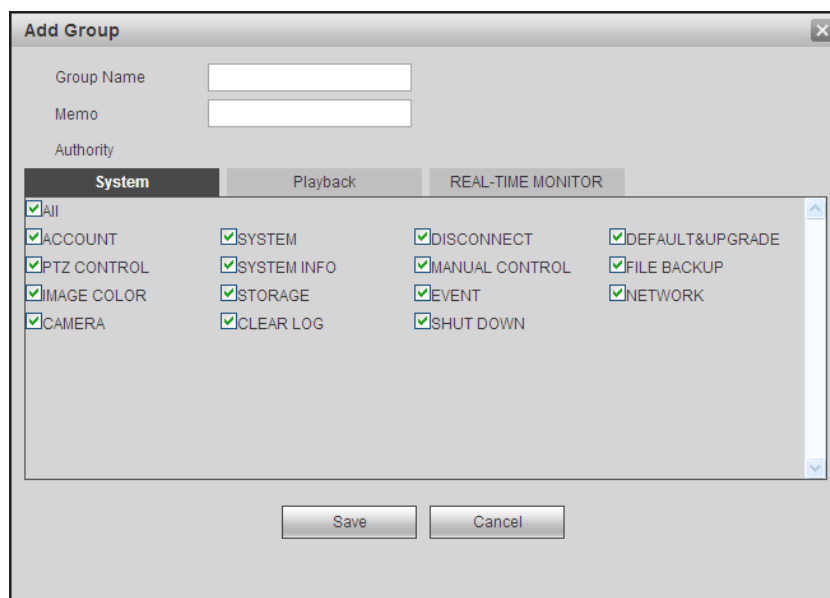 Add Group
Group Name
Memo
Authority
System Playback REAL-TIME MONITOR
All
ACCOUNT SYSTEM DISCONNECT DEFAULT&UPGRADE
PTZ CONTROL SYSTEM INFO MANUAL CONTROL FILE BACKUP
IMAGE COLOR STORAGE EVENT NETWORK
CAMERA CLEAR LOG SHUT DOWN
Save Cancel